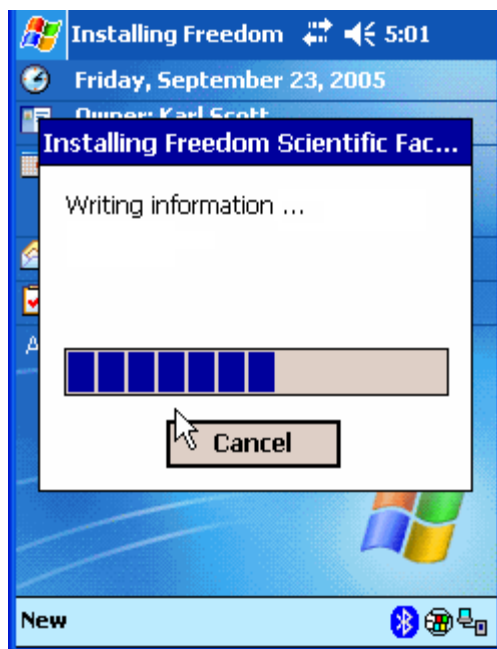 Installing Freedom 5:01
Friday, September 23, 2005
Owner: Karl Scott
Installing Freedom Scientific Fac...
Writing information ...
Cancel
New